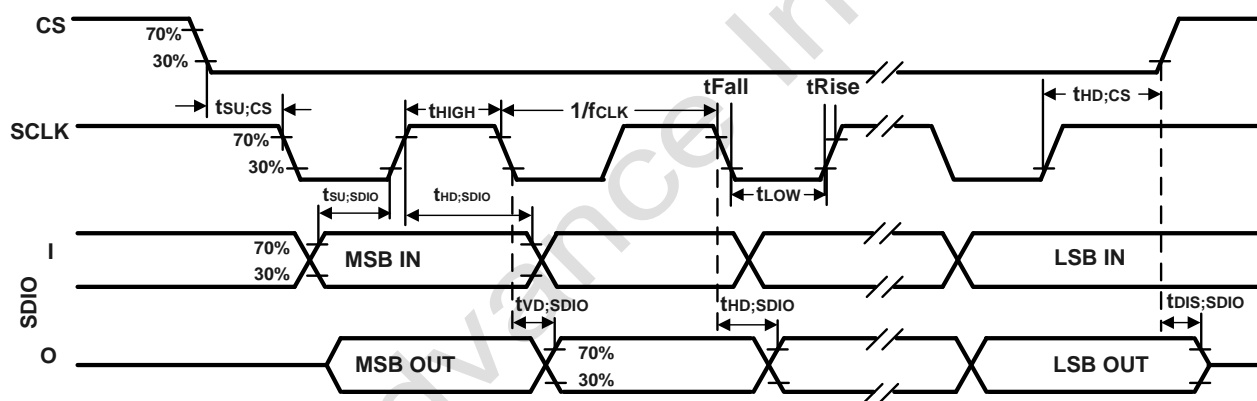 CS
70%
30%
tFall
tRise
tSU;CS
tHIGH
1/fCLK
tHD;CS
SCLK
70%
30%
tSU;SDIO
tHD;SDIO
tLOW
SDIO
I
70%
30%
MSB IN
LSB IN
tVD;SDIO
tHD;SDIO
tDIS;SDIO
O
MSB OUT
70%
30%
LSB OUT